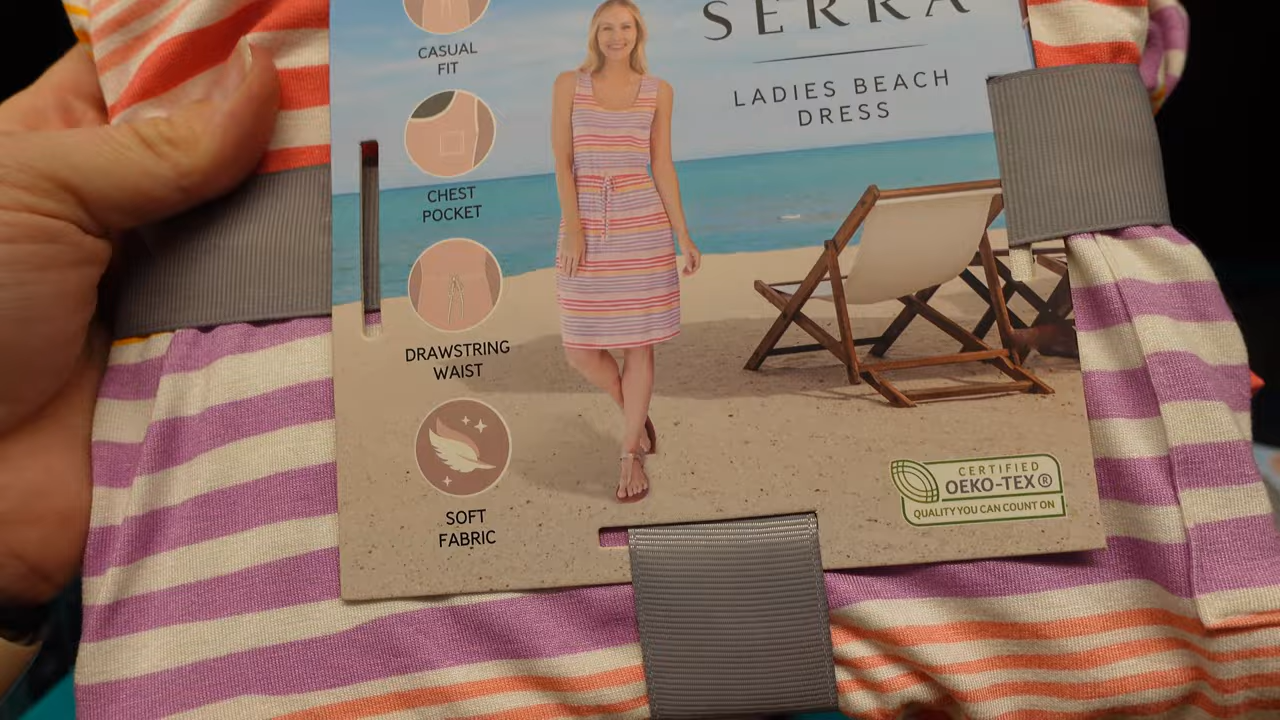 SERRA
LADIES BEACH
DRESS
CASUAL
FIT
CHEST
POCKET
DRAWSTRING
WAIST
SOFT
FABRIC
CERTIFIED
OEKO-TEX®
QUALITY YOU CAN COUNT ON